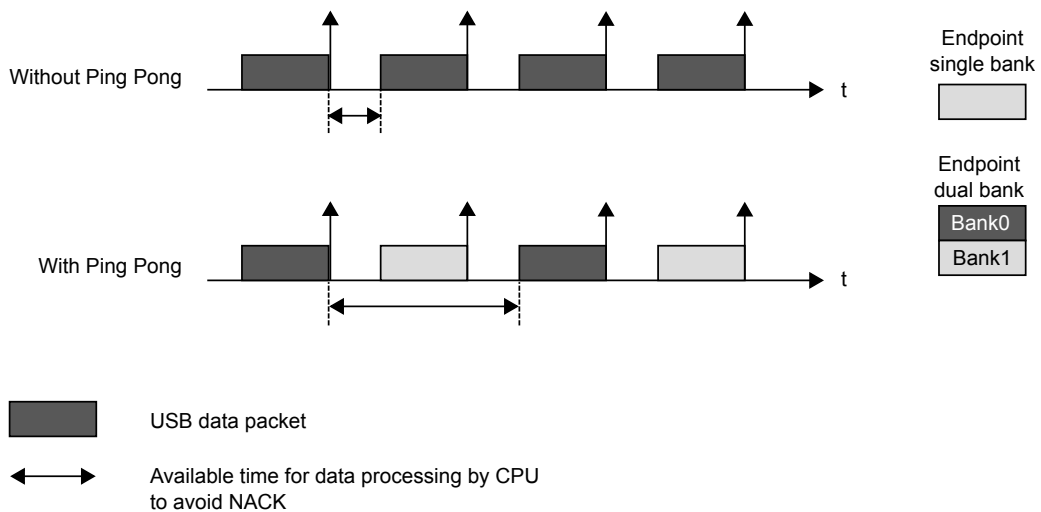 Without Ping Pong
t
Endpoint
single bank
Endpoint
dual bank
Bank0
Bank1
With Ping Pong
t
USB data packet
Available time for data processing by CPU
to avoid NACK